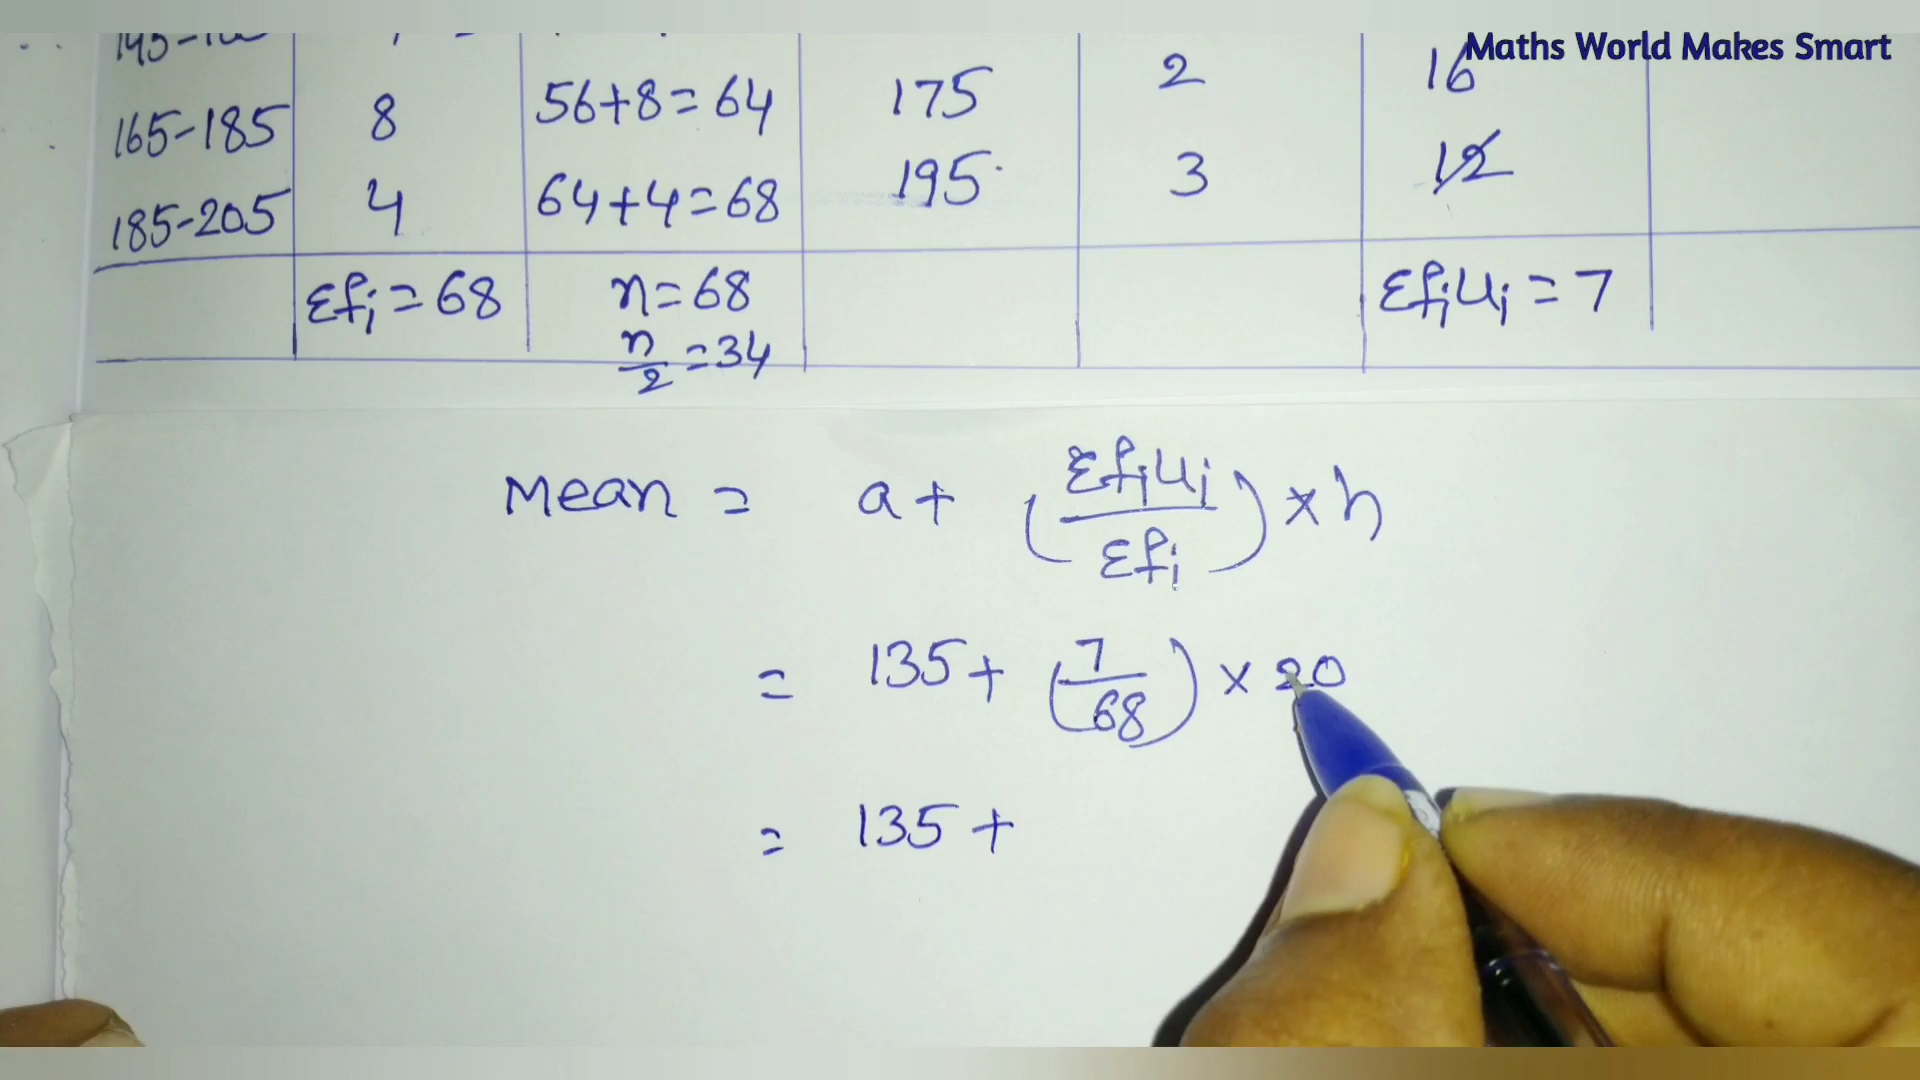 Maths World Makes Smart
165-185 8 56+8=64 175 2 16
185-205 4 64+4=68 195 3 12
Σfi = 68 n=68 Σfiui = 7
n/2 = 34
Mean = a + (Σfiui/Σfi) × h
= 135 + (7/68) × 20
= 135 +